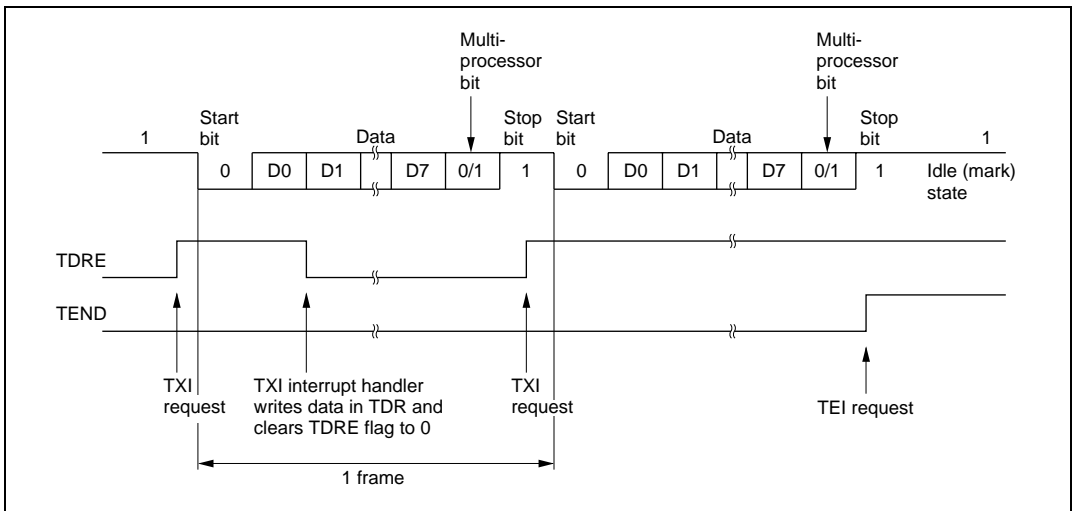 Multi-
processor
bit
Multi-
processor
bit
1
Start
bit
Data
Stop
bit
Start
bit
Data
Stop
bit
1
0 D0 D1 D7 0/1 1 0 D0 D1 D7 0/1 1
Idle (mark)
state
TDRE
TEND
TXI
request
TXI interrupt handler
writes data in TDR and
clears TDRE flag to 0
TXI
request
TEI request
1 frame